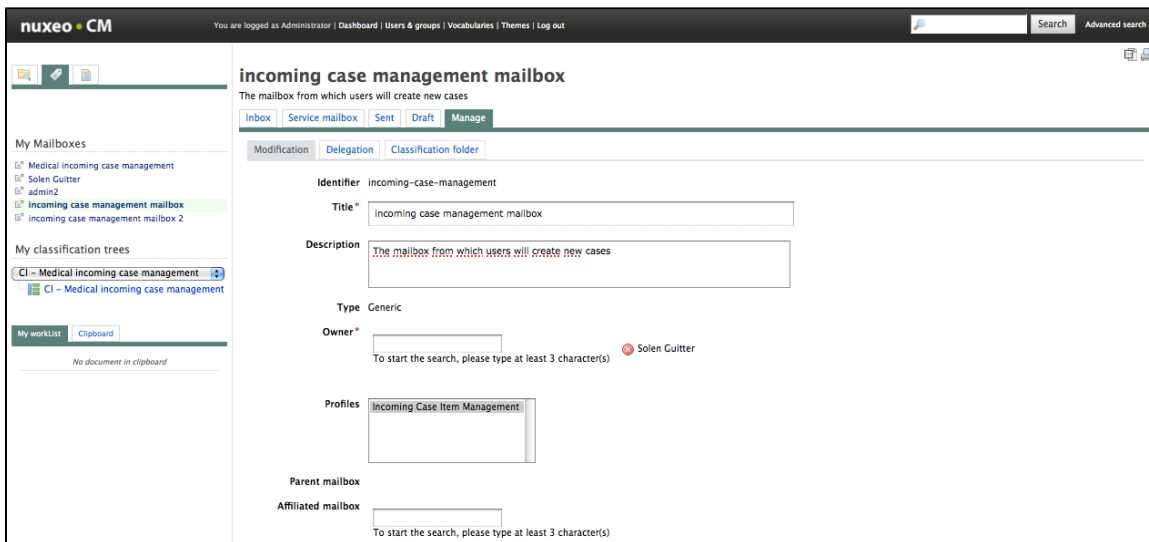 nuxeo • CM
You are logged as Administrator | Dashboard | Users & groups | Vocabularies | Themes | Log out
Search
Advanced search
incoming case management mailbox
The mailbox from which users will create new cases
Inbox
Service mailbox
Sent
Draft
Manage
My Mailboxes
Medical incoming case management
Solen Guitter
admin2
incoming case management mailbox
incoming case management mailbox 2
My classification trees
CI – Medical incoming case management
CI – Medical incoming case management
My workList
Clipboard
No document in clipboard
Modification
Delegation
Classification folder
Identifier incoming-case-management
Title* incoming case management mailbox
Description The mailbox from which users will create new cases
Type Generic
Owner*
Solen Guitter
To start the search, please type at least 3 character(s)
Profiles Incoming Case Item Management
Parent mailbox
Affiliated mailbox
To start the search, please type at least 3 character(s)